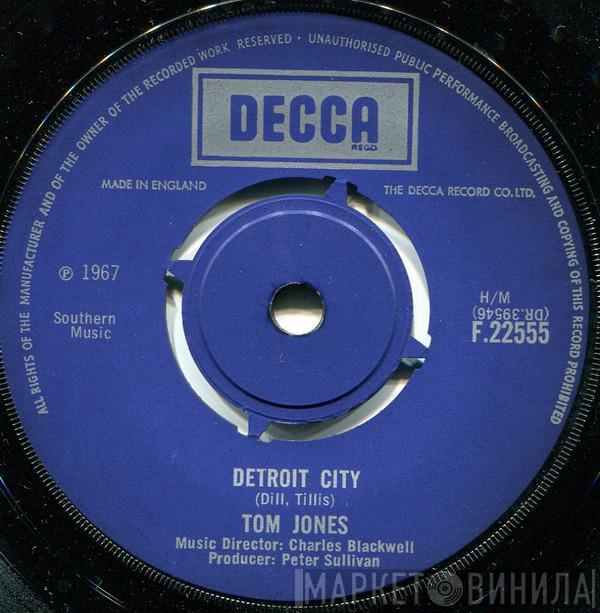 ALL RIGHTS OF THE MANUFACTURER AND OF THE OWNER OF THE RECORDED WORK RESERVED · UNAUTHORISED PUBLIC PERFORMANCE BROADCASTING AND COPYING OF THIS RECORD PROHIBITED
DECCA
REGD.
MADE IN ENGLAND
THE DECCA RECORD CO. LTD.
℗ 1967
Southern
Music
M/H
(DR.39546)
F.22555
DETROIT CITY
(Dill, Tillis)
TOM JONES
Music Director: Charles Blackwell
Producer: Peter Sullivan
МАРКЕТ ВИНИЛА